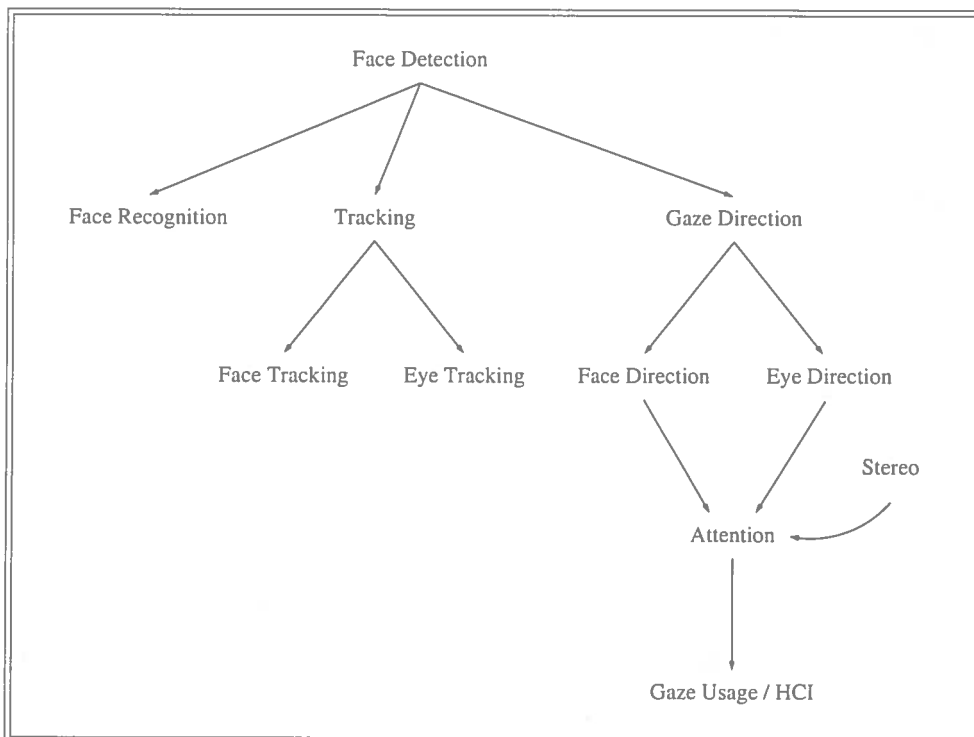 Face Detection
Face Recognition
Tracking
Gaze Direction
Face Tracking
Eye Tracking
Face Direction
Eye Direction
Stereo
Attention
Gaze Usage / HCI